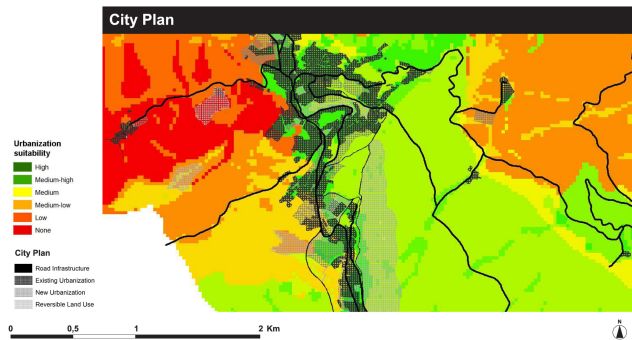 City Plan
Urbanization
suitability
High
Medium-high
Medium
Medium-low
Low
None
City Plan
Road Infrastructure
Existing Urbanization
New Urbanization
Reversible Land Use
0 0,5 1 2 Km
N